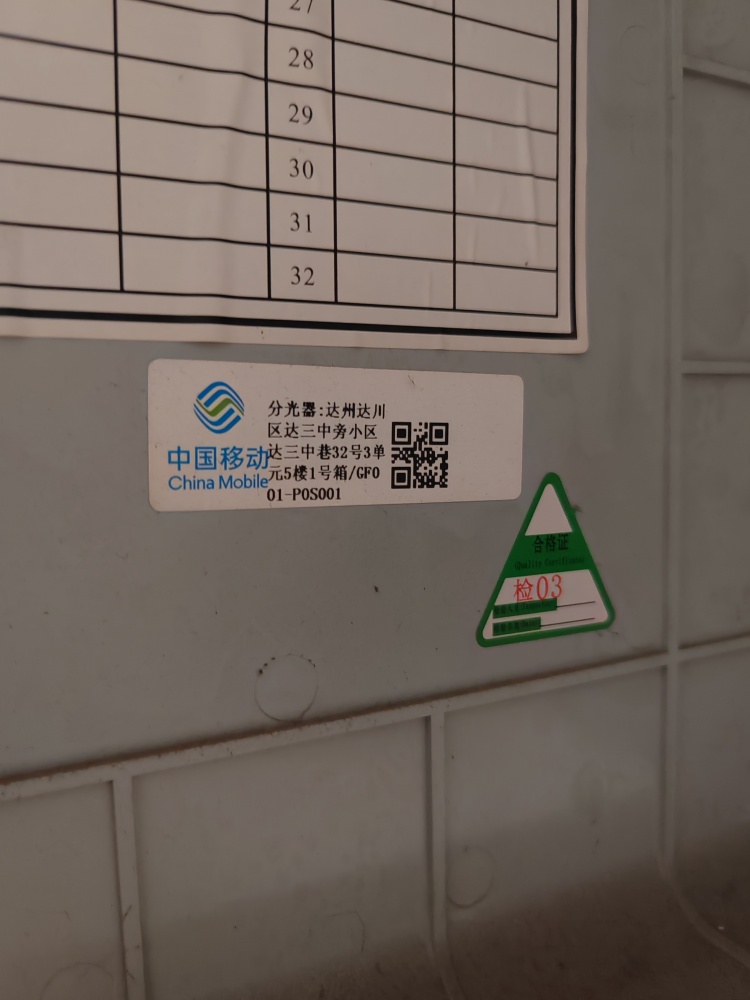 27
28
29
30
31
32
中国移动
China Mobile
分光器:达州达川
区达三中旁小区
达三中巷32号3单
元5楼1号箱/GF0
01-POS001
合格证
检03